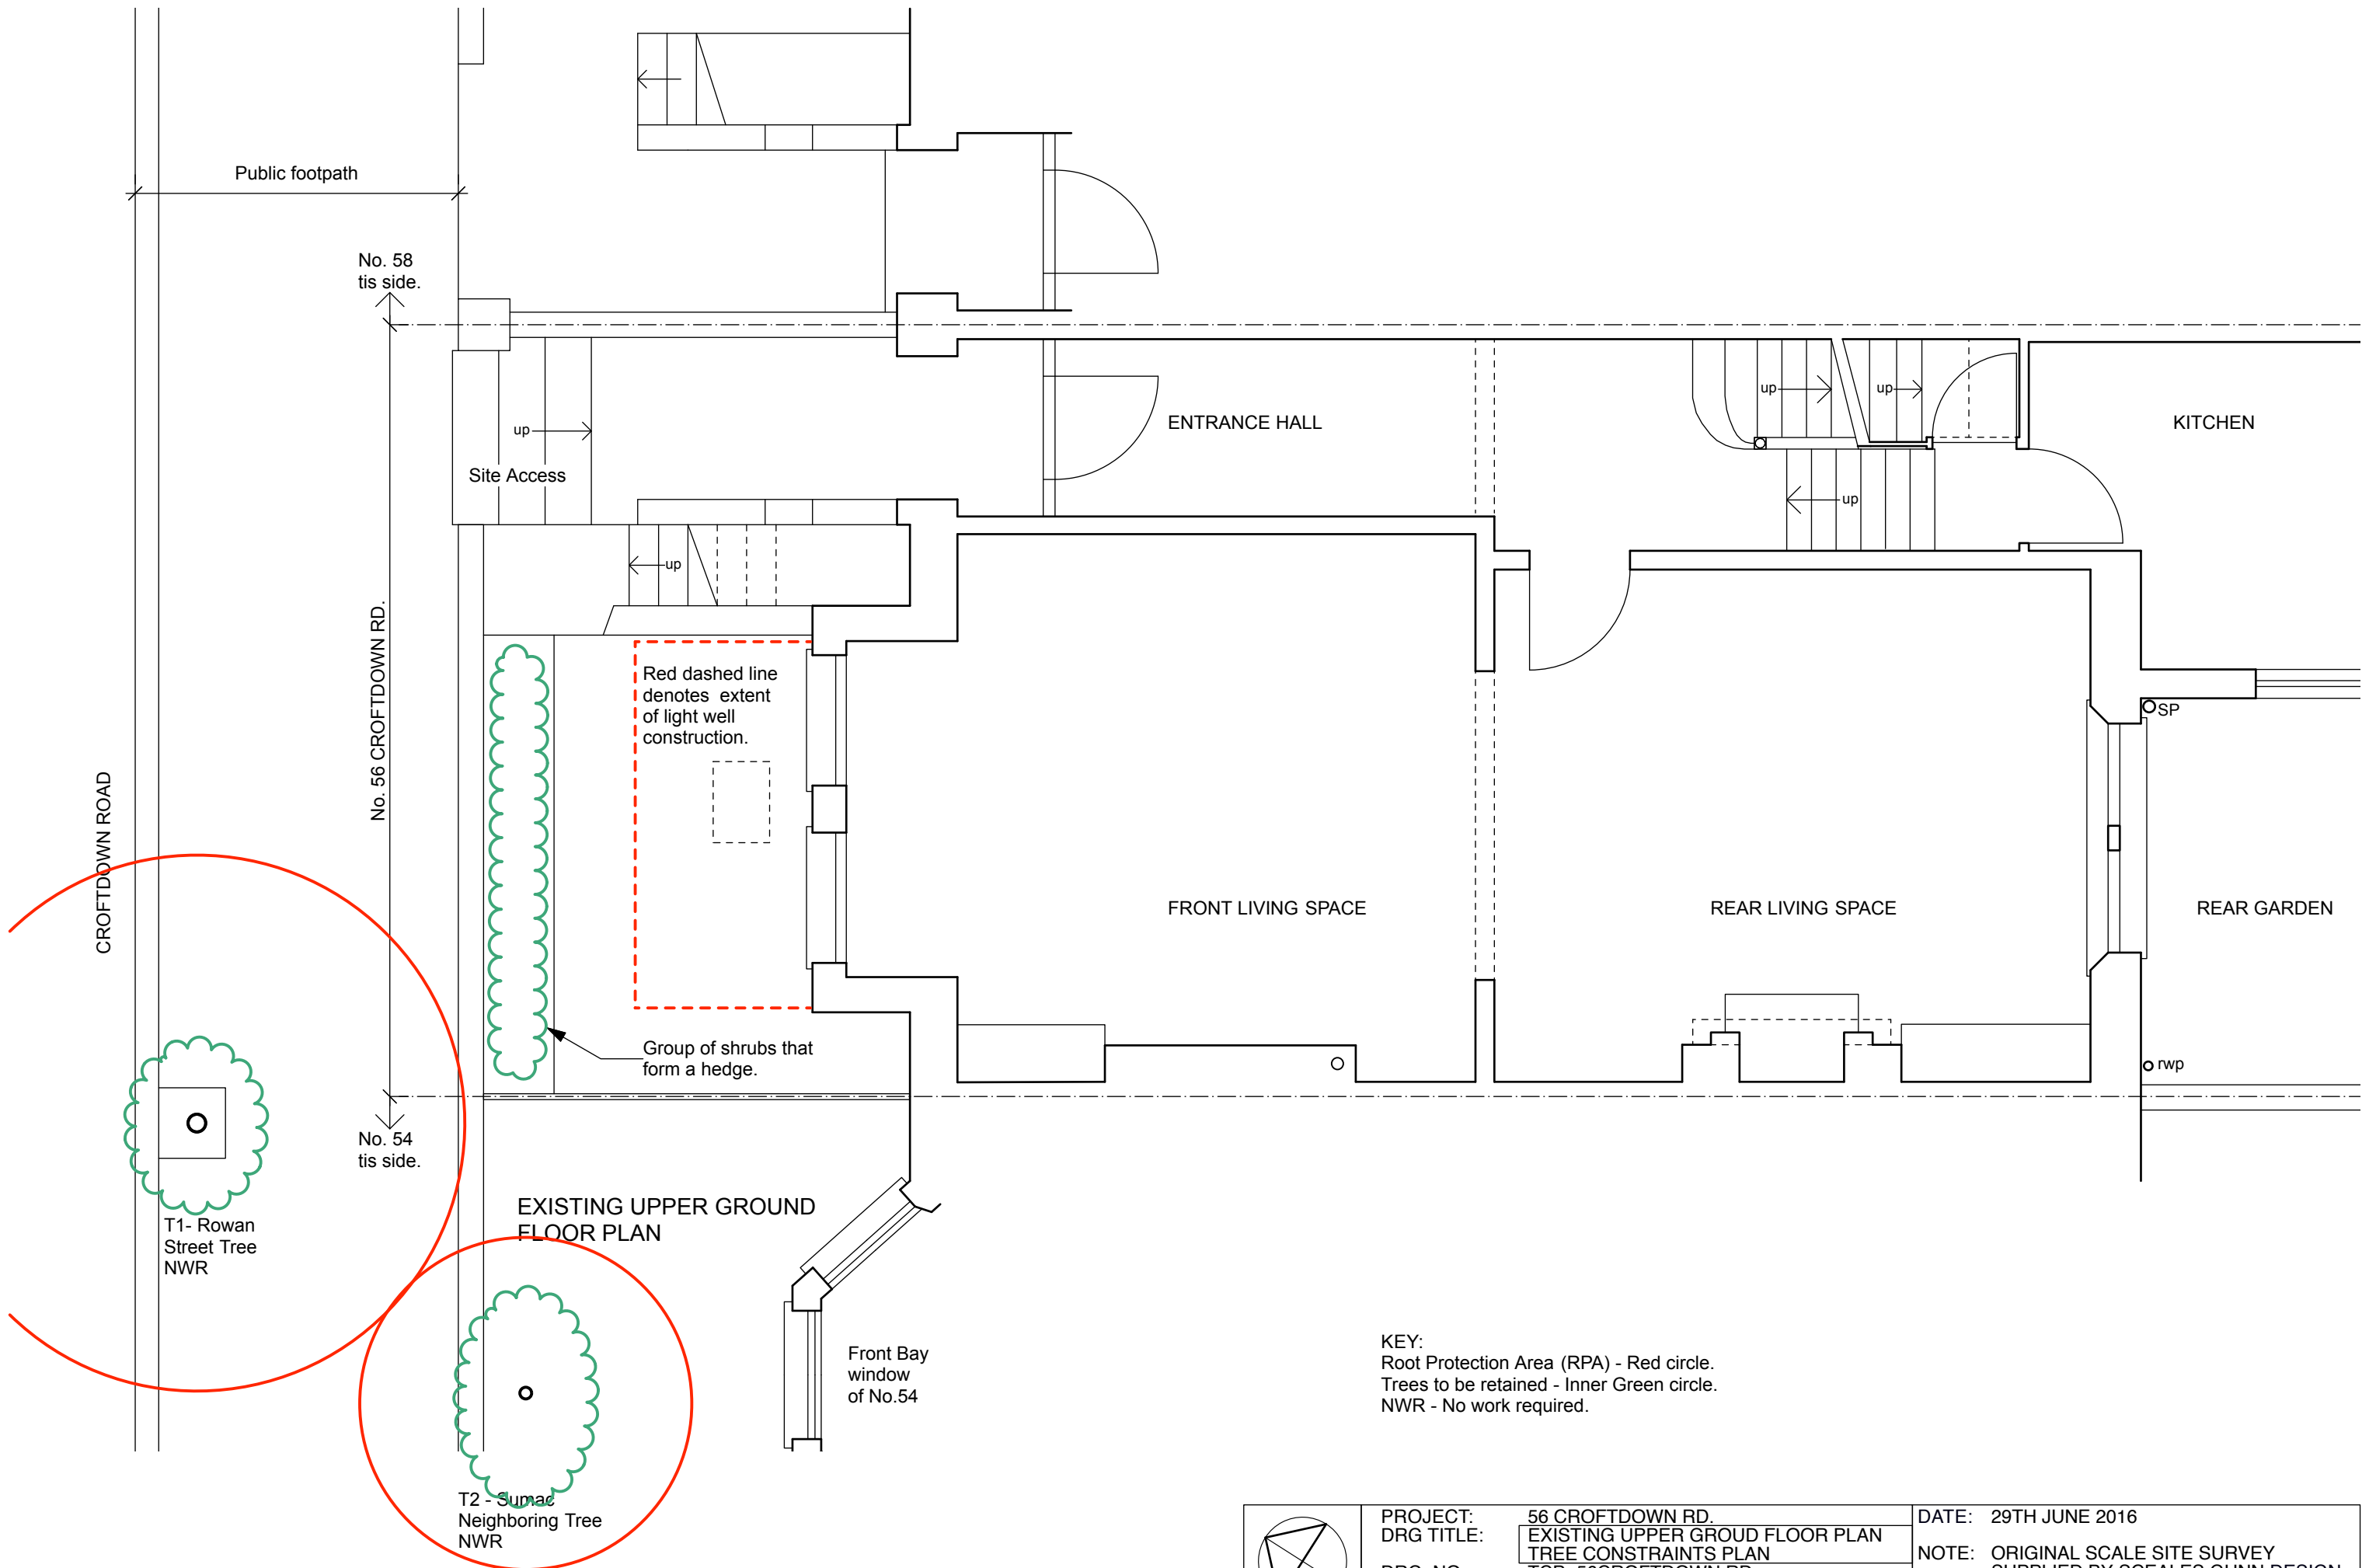 Public footpath
No. 58
tis side.
up
Site Access
ENTRANCE HALL
up
up
up
KITCHEN
up
No. 56 CROFTDOWN RD.
CROFTDOWN ROAD
Red dashed line
denotes extent
of light well
construction.
SP
FRONT LIVING SPACE
REAR LIVING SPACE
REAR GARDEN
Group of shrubs that
form a hedge.
rwp
No. 54
tis side.
EXISTING UPPER GROUND
FLOOR PLAN
T1- Rowan
Street Tree
NWR
Front Bay
window
of No.54
KEY:
Root Protection Area (RPA) - Red circle.
Trees to be retained - Inner Green circle.
NWR - No work required.
T2 - Sumac
Neighboring Tree
NWR
PROJECT: 56 CROFTDOWN RD.
DRG TITLE: EXISTING UPPER GROUD FLOOR PLAN
TREE CONSTRAINTS PLAN
DATE: 29TH JUNE 2016
NOTE: ORIGINAL SCALE SITE SURVEY
SUPPLIED BY